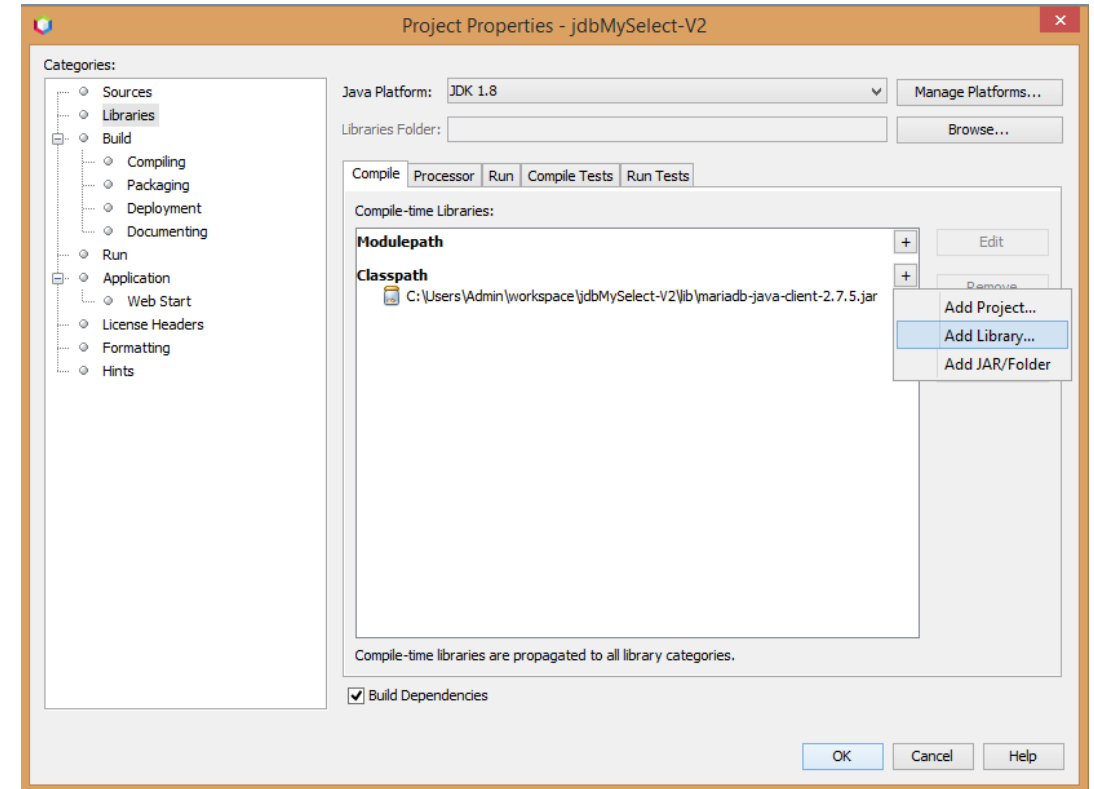 Project Properties - jdbMySelect-V2
Categories:
Sources
Libraries
Build
Compiling
Packaging
Deployment
Documenting
Run
Application
Web Start
License Headers
Formatting
Hints
Java Platform: JDK 1.8 Manage Platforms...
Libraries Folder: Browse...
Compile Processor Run Compile Tests Run Tests
Compile-time Libraries:
Modulepath + Edit
Classpath + Remove
C:\Users\Admin\workspace\jdbMySelect-V2\lib\mariadb-java-client-2.7.5.jar
Add Project...
Add Library...
Add JAR/Folder
Compile-time libraries are propagated to all library categories.
Build Dependencies
OK Cancel Help